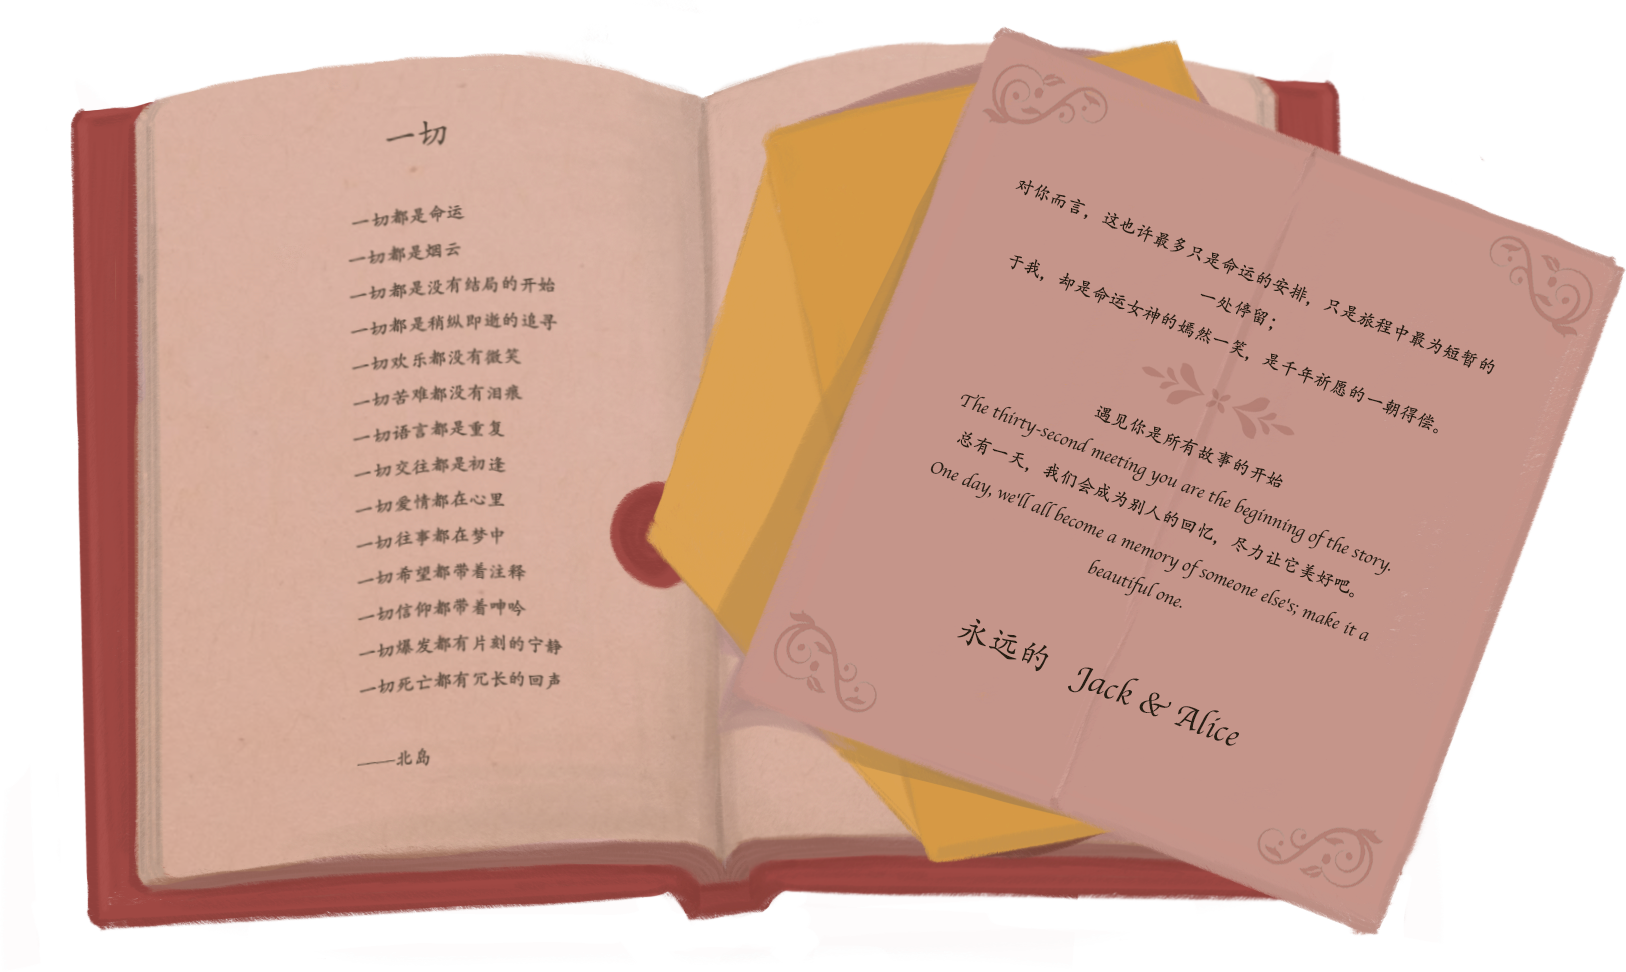 一切
一切都是命运
一切都是烟云
一切都是没有结局的开始
一切都是稍纵即逝的追寻
一切欢乐都没有微笑
一切苦难都没有泪痕
一切语言都是重复
一切交往都是初逢
一切爱情都在心里
一切往事都在梦中
一切希望都带着注释
一切信仰都带着呻吟
一切爆发都有片刻的宁静
一切死亡都有冗长的回声
——北岛
对你而言，这也许最多只是命运的安排，只是旅程中最为短暂的
一处停留；
于我，却是命运女神的嫣然一笑，是千年祈愿的一朝得偿。
遇见你是所有故事的开始
The thirty-second meeting you are the beginning of the story.
总有一天，我们会成为别人的回忆，尽力让它美好吧。
One day, we'll all become a memory of someone else's; make it a
beautiful one.
永远的 Jack & Alice